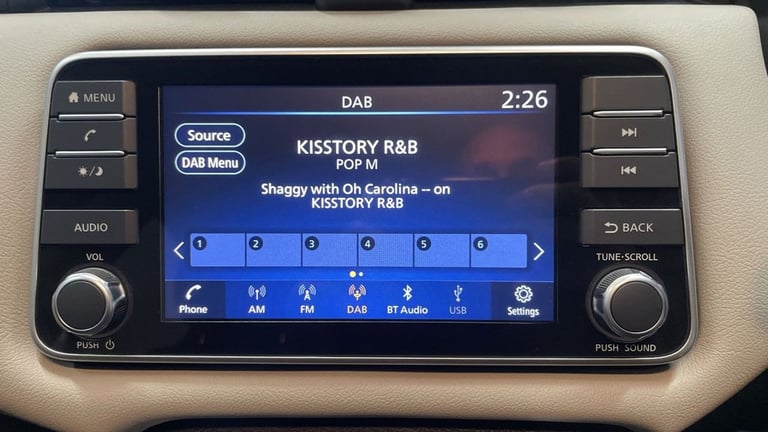 MENU
AUDIO
VOL
PUSH
DAB
2:26
Source
DAB Menu
KISSTORY R&B
POP M
Shaggy with Oh Carolina -- on
KISSTORY R&B
1 2 3 4 5 6
Phone AM FM DAB BT Audio USB Settings
BACK
TUNE·SCROLL
PUSH SOUND